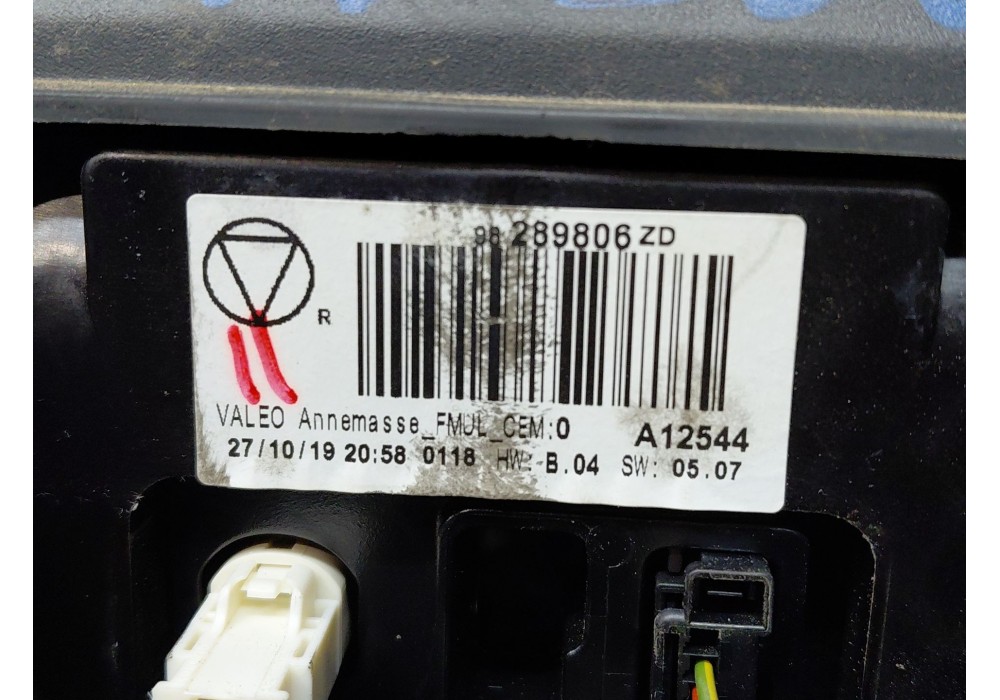 98 289806 ZD
R
VALEO Annemasse_FMUL_CEM:0 A12544
27/10/19 20:58 0118 HW: B.04 SW: 05.07